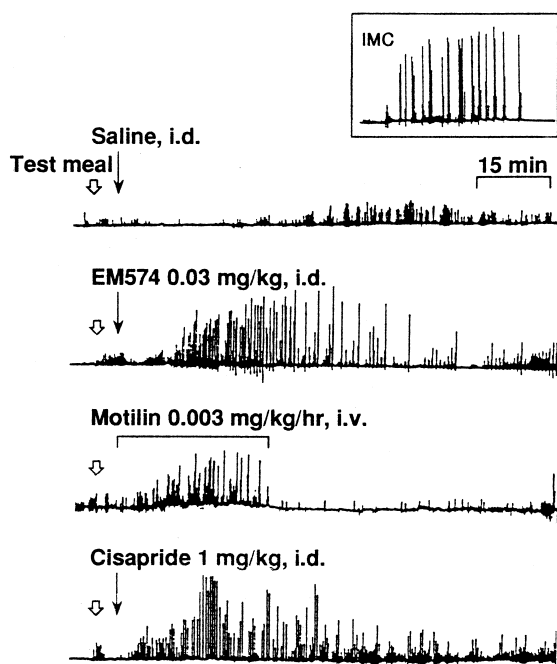 IMC
Saline, i.d.
Test meal
15 min
EM574 0.03 mg/kg, i.d.
Motilin 0.003 mg/kg/hr, i.v.
Cisapride 1 mg/kg, i.d.